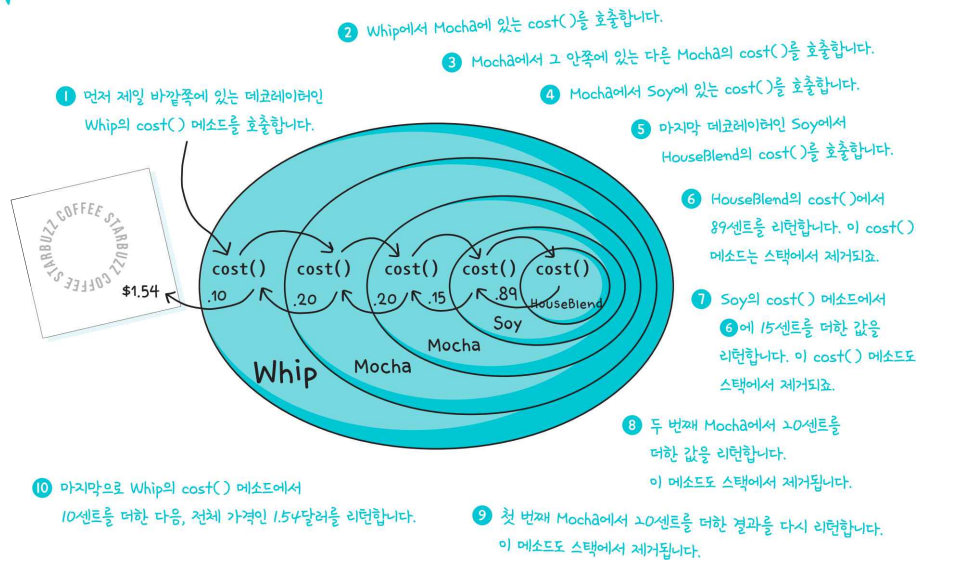 1 먼저 제일 바깥쪽에 있는 데코레이터인
Whip의 cost( ) 메소드를 호출합니다.
2 Whip에서 Mocha에 있는 cost( )를 호출합니다.
3 Mocha에서 그 안쪽에 있는 다른 Mocha의 cost( )를 호출합니다.
4 Mocha에서 Soy에 있는 cost( )를 호출합니다.
5 마지막 데코레이터인 Soy에서
HouseBlend의 cost( )를 호출합니다.
6 HouseBlend의 cost( )에서
89센트를 리턴합니다. 이 cost( )
메소드는 스택에서 제거되죠.
7 Soy의 cost( ) 메소드에서
6에 15센트를 더한 값을
리턴합니다. 이 cost( ) 메소드도
스택에서 제거되죠.
8 두 번째 Mocha에서 20센트를
더한 값을 리턴합니다.
이 메소드도 스택에서 제거됩니다.
9 첫 번째 Mocha에서 20센트를 더한 결과를 다시 리턴합니다.
이 메소드도 스택에서 제거됩니다.
10 마지막으로 Whip의 cost( ) 메소드에서
10센트를 더한 다음, 전체 가격인 1.54달러를 리턴합니다.
STARBUZZ COFFEE STARBUZZ COFFEE
$1.54
cost() cost() cost() cost() cost()
.10 .20 .20 .15 .89 HouseBlend
Soy
Mocha
Mocha
Whip